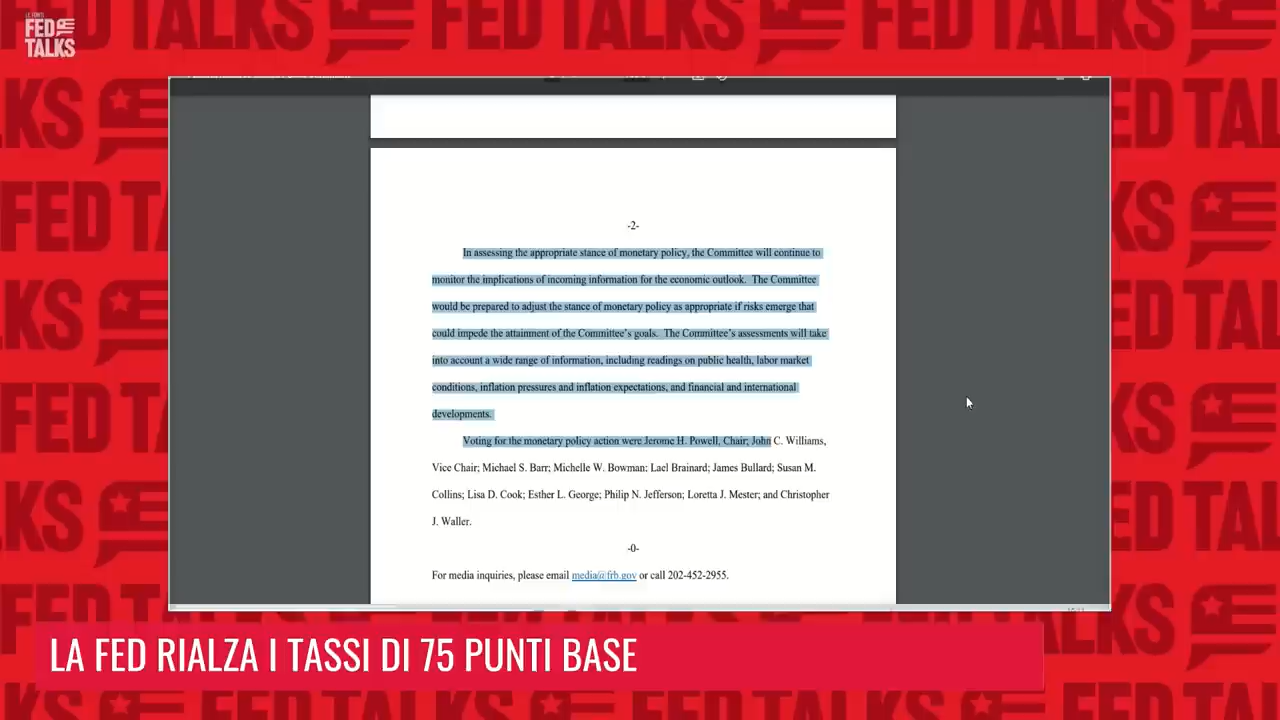 LE FONTI
FED
TALKS
-2-
In assessing the appropriate stance of monetary policy, the Committee will continue to
monitor the implications of incoming information for the economic outlook. The Committee
would be prepared to adjust the stance of monetary policy as appropriate if risks emerge that
could impede the attainment of the Committee's goals. The Committee's assessments will take
into account a wide range of information, including readings on public health, labor market
conditions, inflation pressures and inflation expectations, and financial and international
developments.
Voting for the monetary policy action were Jerome H. Powell, Chair; John C. Williams,
Vice Chair; Michael S. Barr; Michelle W. Bowman; Lael Brainard; James Bullard; Susan M.
Collins; Lisa D. Cook; Esther L. George; Philip N. Jefferson; Loretta J. Mester; and Christopher
J. Waller.
-0-
For media inquiries, please email media@frb.gov or call 202-452-2955.
LA FED RIALZA I TASSI DI 75 PUNTI BASE